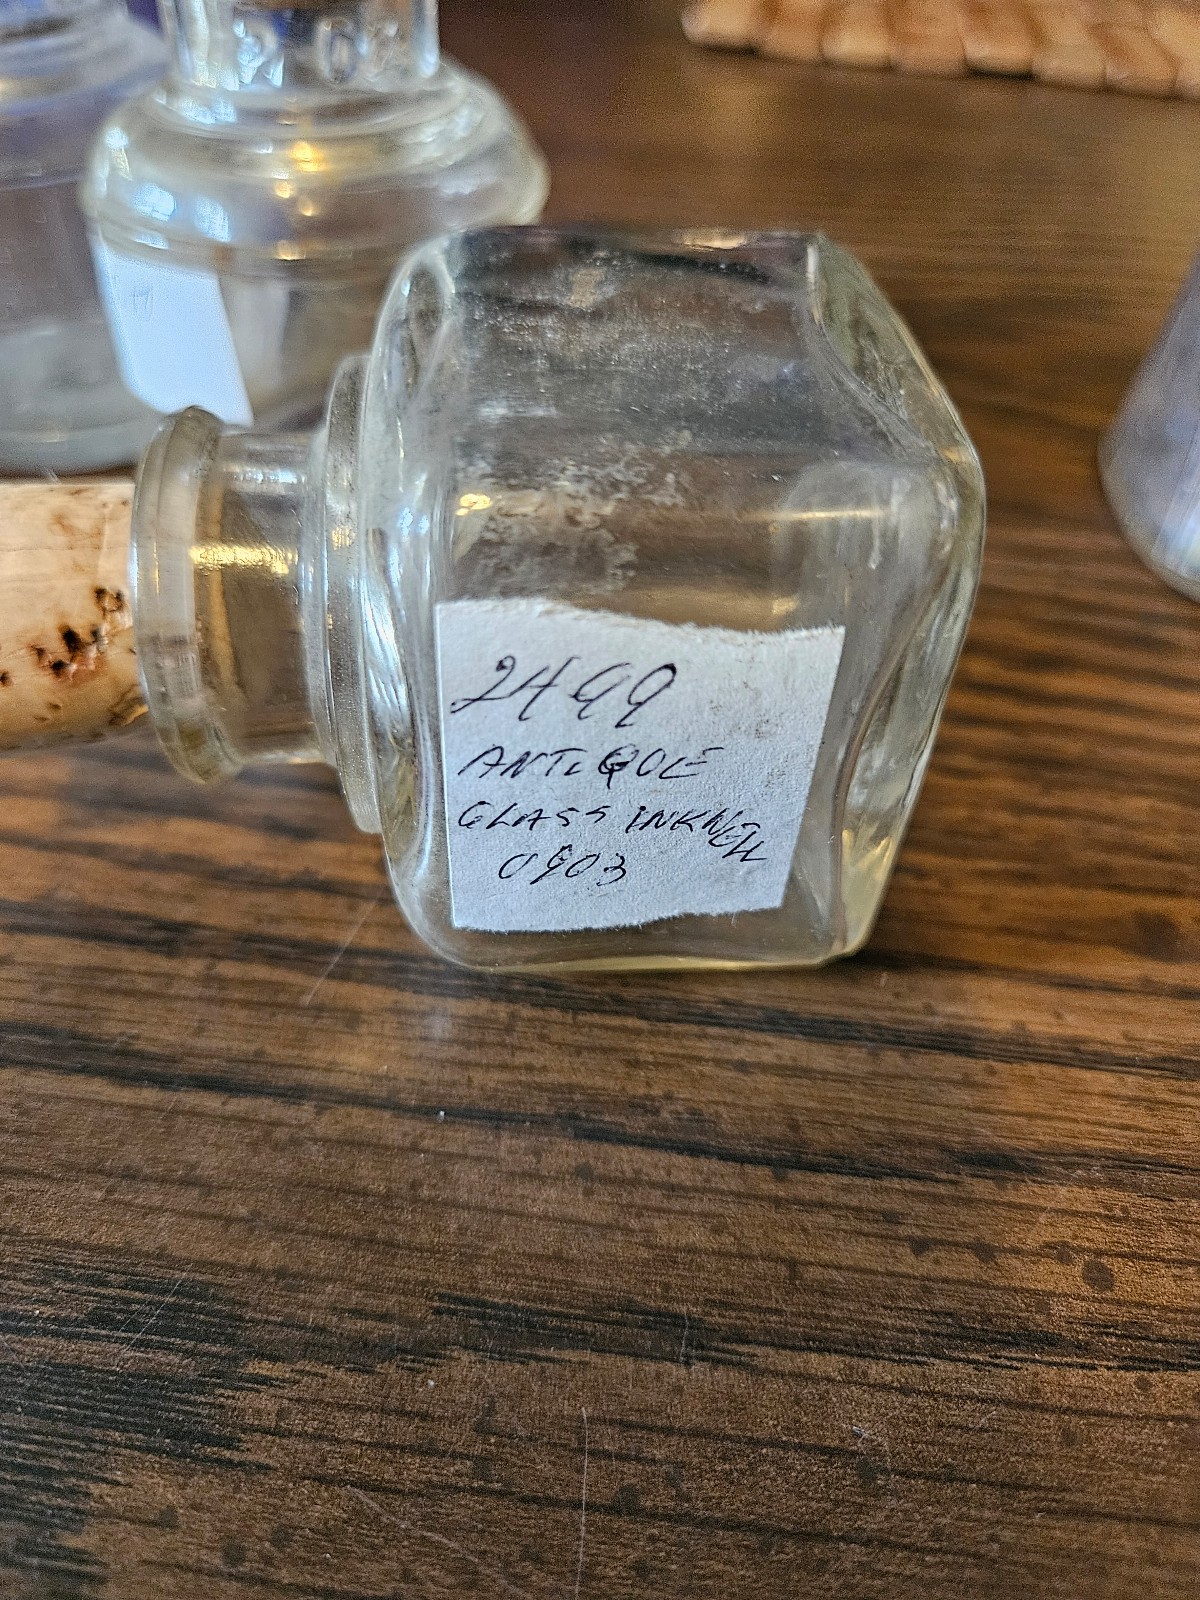 2499
ANTIQUE
GLASS INKWELL
0903